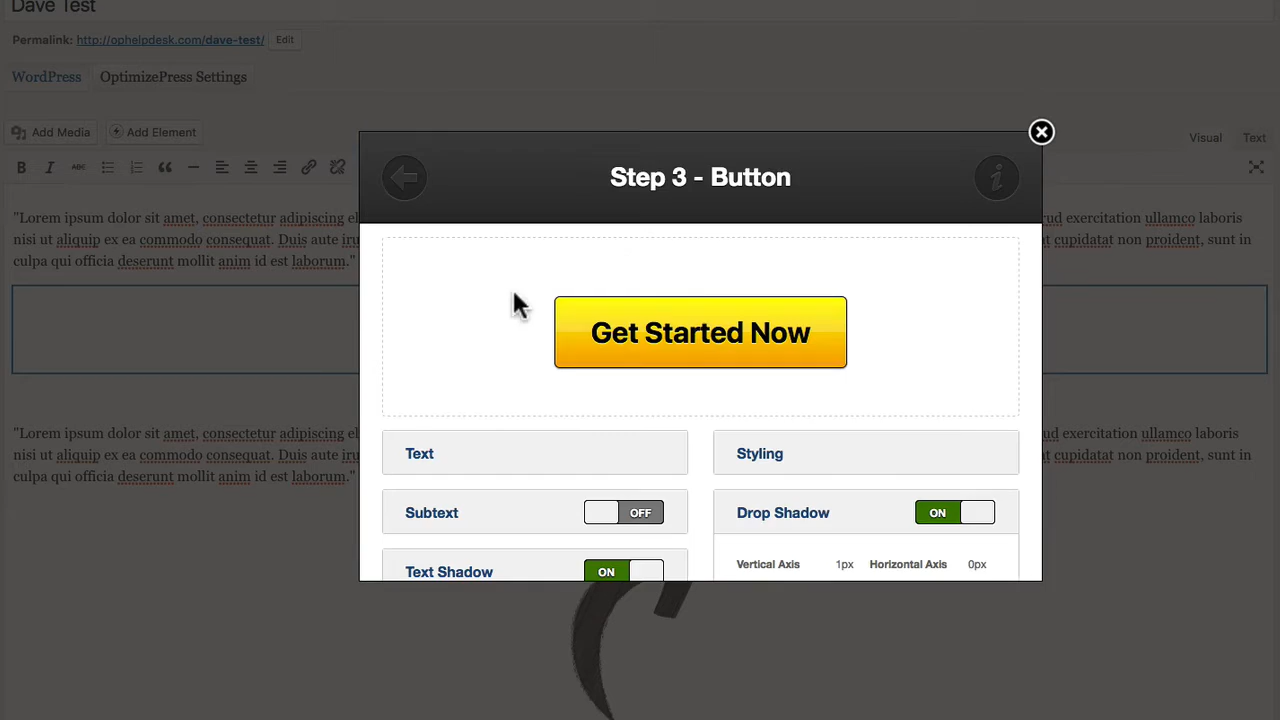 Dave Test
Permalink: http://ophelpdesk.com/dave-test/ Edit
WordPress OptimizePress Settings
Add Media Add Element
Visual Text
B I ABC
Step 3 - Button
"Lorem ipsum dolor sit amet, consectetur adipiscing el
ud exercitation ullamco laboris
nisi ut aliquip ex ea commodo consequat. Duis aute iru
t cupidatat non proident, sunt in
culpa qui officia deserunt mollit anim id est laborum."
Get Started Now
"Lorem ipsum dolor sit amet, consectetur adipiscing el
ud exercitation ullamco laboris
nisi ut aliquip ex ea commodo consequat. Duis aute iru
t cupidatat non proident, sunt in
culpa qui officia deserunt mollit anim id est laborum."
Text
Styling
Subtext OFF
Drop Shadow ON
Text Shadow ON
Vertical Axis 1px Horizontal Axis 0px